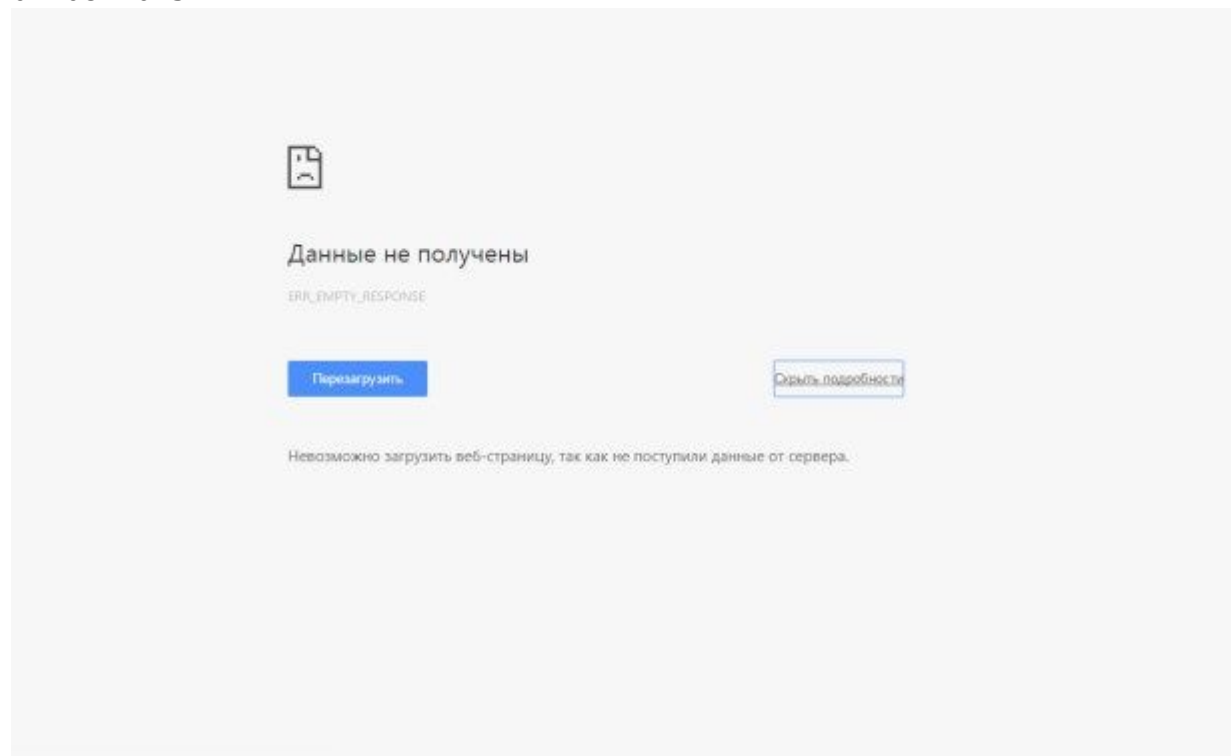 Данные не получены
ERR_EMPTY_RESPONSE
Перезагрузить
Скрыть подробности
Невозможно загрузить веб-страницу, так как не поступили данные от сервера.